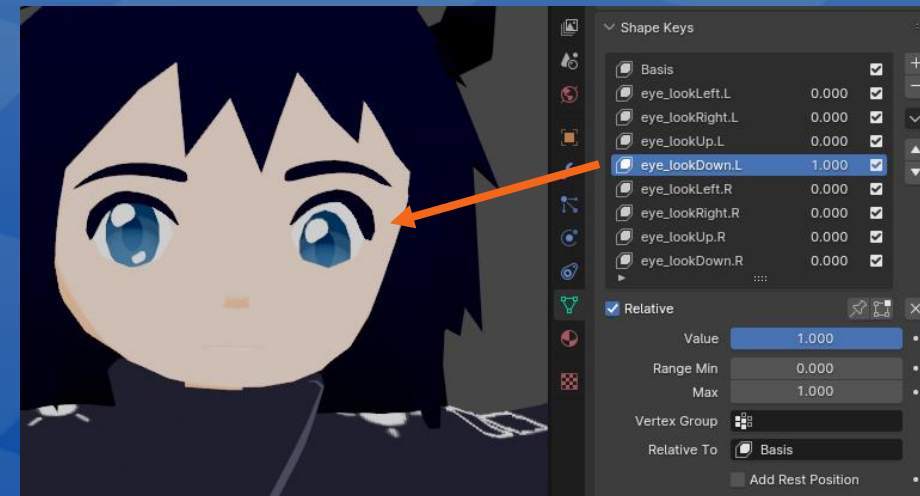 Shape Keys
Basis
eye_lookLeft.L 0.000
eye_lookRight.L 0.000
eye_lookUp.L 0.000
eye_lookDown.L 1.000
eye_lookLeft.R 0.000
eye_lookRight.R 0.000
eye_lookUp.R 0.000
eye_lookDown.R 0.000
Relative
Value 1.000
Range Min 0.000
Max 1.000
Vertex Group
Relative To Basis
Add Rest Position